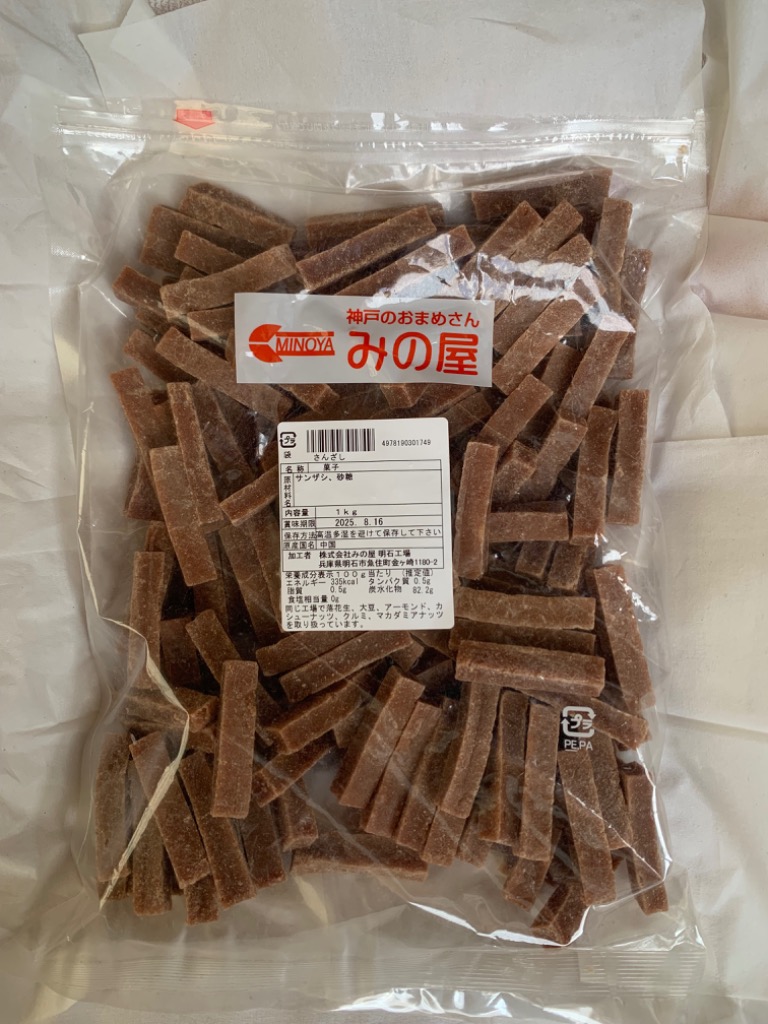 神戸のおまめさん
MINOYA
みの屋
プラ
4978190301749
袋
さんざし
名称 菓子
原材料名 サンザシ、砂糖
内容量 1kg
賞味期限 2025. 8.16
保存方法 高温多湿を避けて保存して下さい
原産国名 中国
加工者 株式会社みの屋 明石工場
兵庫県明石市魚住町金ヶ崎1180-2
栄養成分表示100g当たり (推定値)
エネルギー 335kcal タンパク質 0.5g
脂質 0.5g 炭水化物 82.2g
食塩相当量 0g
同じ工場で落花生、大豆、アーモンド、カ
シューナッツ、クルミ、マカダミアナッツ
を取り扱っています。
プラ
PE,PA